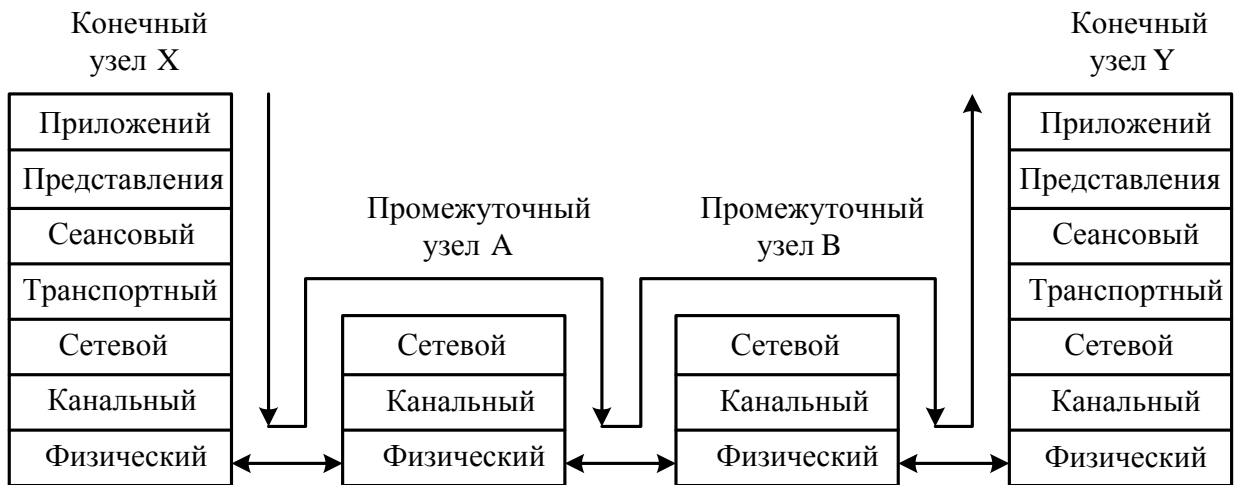 Конечный
узел X
Приложений
Представления
Сеансовый
Транспортный
Сетевой
Канальный
Физический
Промежуточный
узел A
Сетевой
Канальный
Физический
Промежуточный
узел B
Сетевой
Канальный
Физический
Конечный
узел Y
Приложений
Представления
Сеансовый
Транспортный
Сетевой
Канальный
Физический